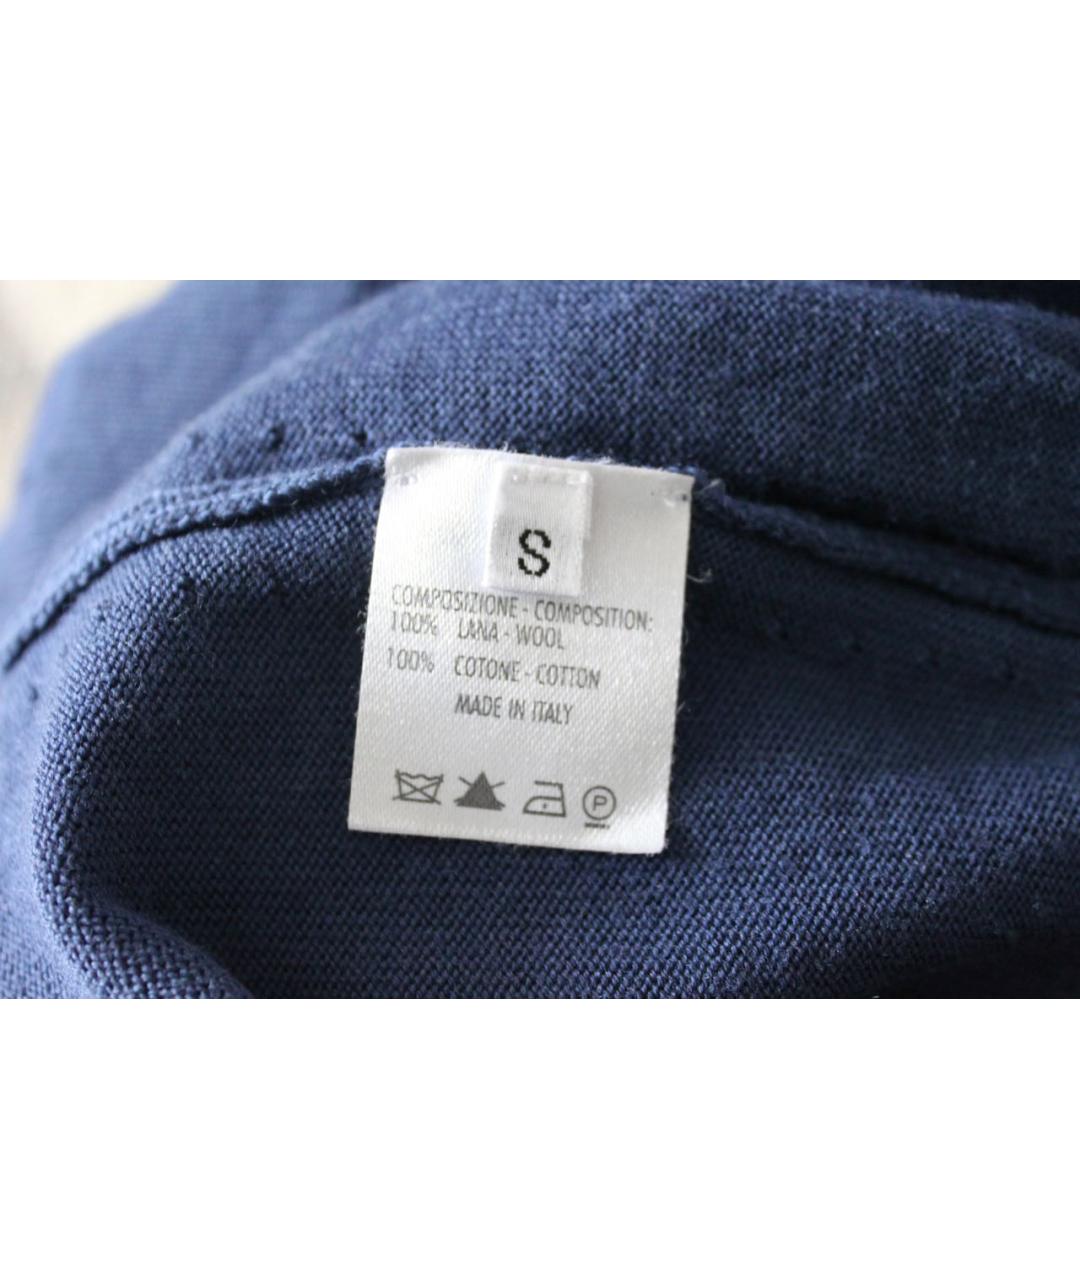 S
COMPOSIZIONE - COMPOSITION:
100% LANA - WOOL
100% COTONE - COTTON
MADE IN ITALY
P